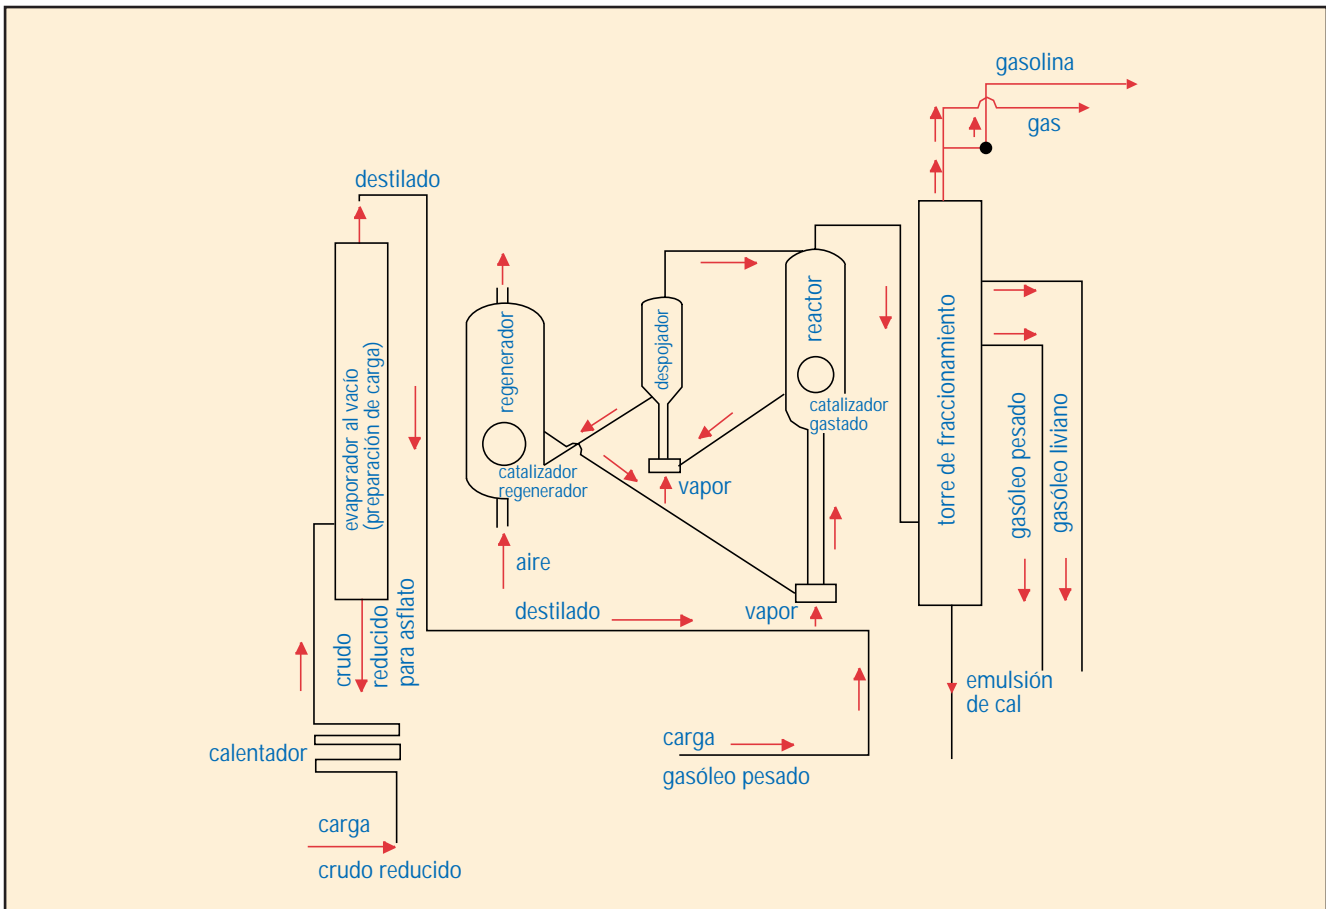 gasolina
gas
destilado
evaporador al vacío
(preparación de carga)
regenerador
catalizador
regenerador
despojador
reactor
catalizador
gastado
torre de fraccionamiento
gasóleo pesado
gasóleo liviano
vapor
aire
destilado
vapor
crudo
reducido
para asflato
emulsión
de cal
calentador
carga
gasóleo pesado
carga
crudo reducido